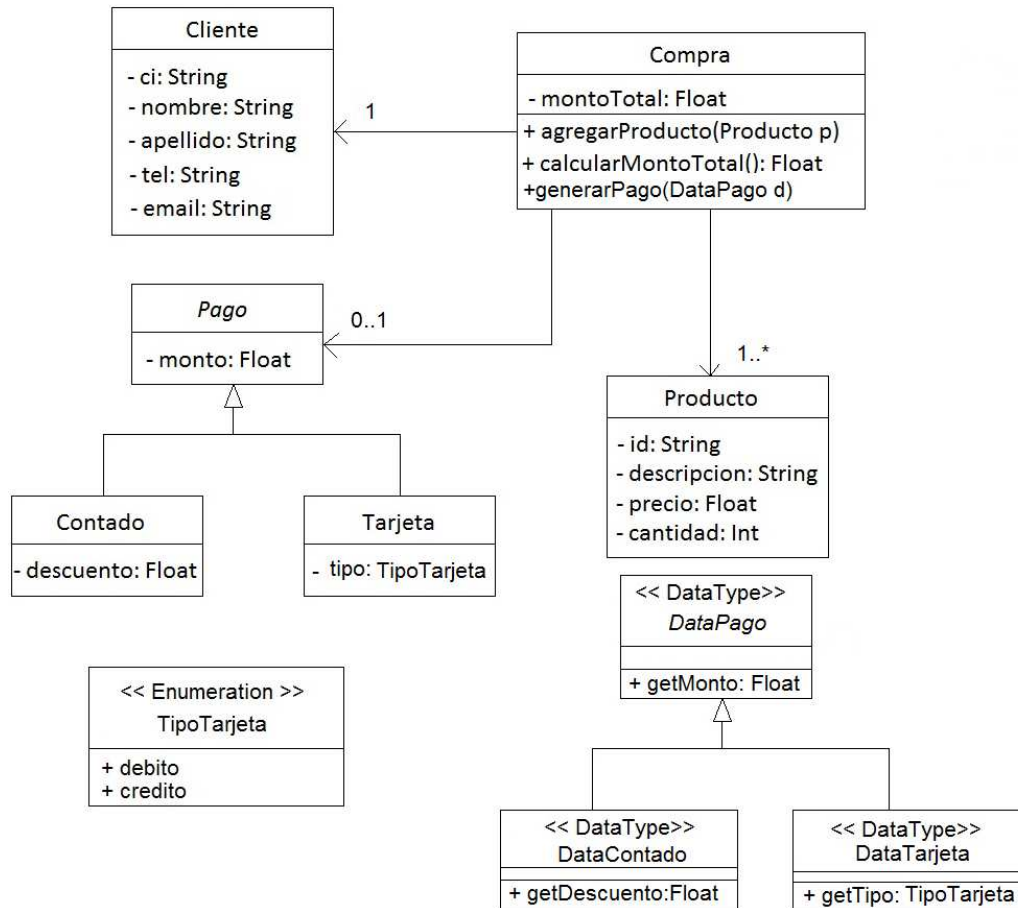 Cliente
- ci: String
- nombre: String
- apellido: String
- tel: String
- email: String
Compra
- montoTotal: Float
+ agregarProducto(Producto p)
+ calcularMontoTotal(): Float
+generarPago(DataPago d)
1
Pago
- monto: Float
0..1
1..*
Producto
- id: String
- descripcion: String
- precio: Float
- cantidad: Int
Contado
- descuento: Float
Tarjeta
- tipo: TipoTarjeta
<< DataType>>
DataPago
+ getMonto: Float
<< Enumeration >>
TipoTarjeta
+ debito
+ credito
<< DataType>>
DataContado
+ getDescuento:Float
<< DataType>>
DataTarjeta
+ getTipo: TipoTarjeta